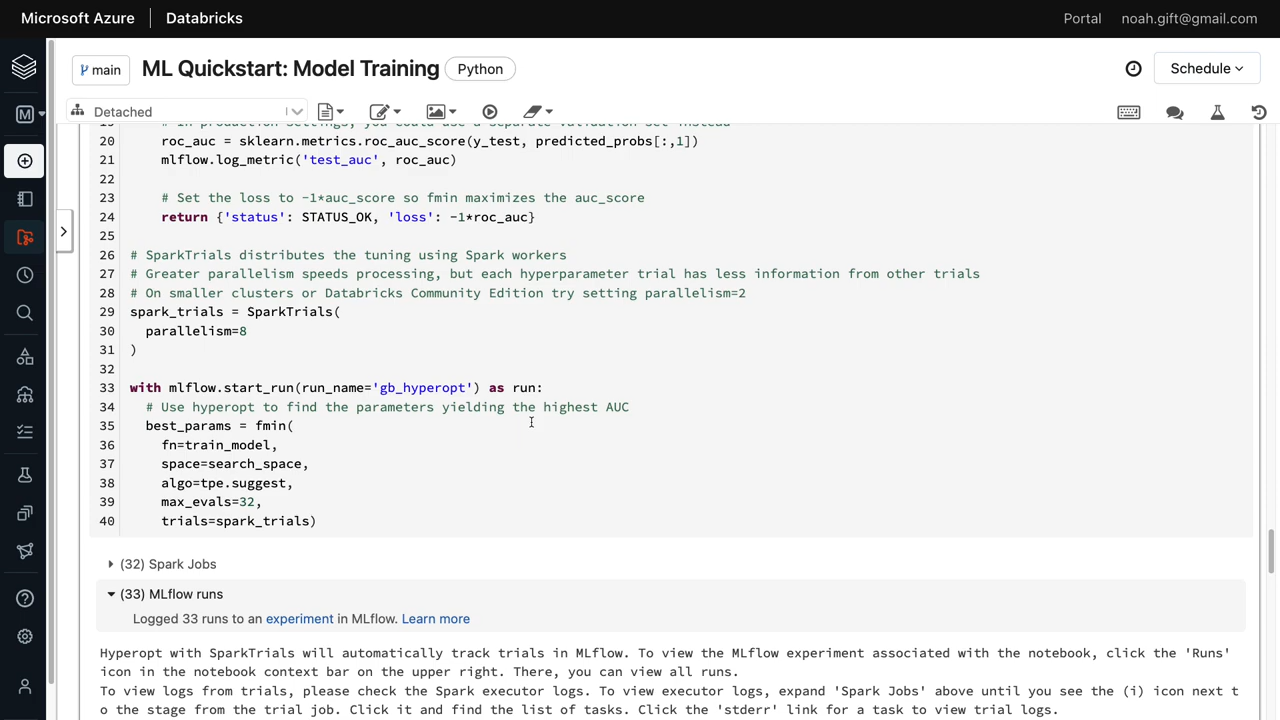 Microsoft Azure
Databricks
Portal
noah.gift@gmail.com
main
ML Quickstart: Model Training
Python
Schedule
M
Detached
19 # In production settings, you could use a separate validation set instead
20 roc_auc = sklearn.metrics.roc_auc_score(y_test, predicted_probs[:,1])
21 mlflow.log_metric('test_auc', roc_auc)
22
23 # Set the loss to -1*auc_score so fmin maximizes the auc_score
24 return {'status': STATUS_OK, 'loss': -1*roc_auc}
25
26 # SparkTrials distributes the tuning using Spark workers
27 # Greater parallelism speeds processing, but each hyperparameter trial has less information from other trials
28 # On smaller clusters or Databricks Community Edition try setting parallelism=2
29 spark_trials = SparkTrials(
30 parallelism=8
31 )
32
33 with mlflow.start_run(run_name='gb_hyperopt') as run:
34 # Use hyperopt to find the parameters yielding the highest AUC
35 best_params = fmin(
36 fn=train_model,
37 space=search_space,
38 algo=tpe.suggest,
39 max_evals=32,
40 trials=spark_trials)
(32) Spark Jobs
(33) MLflow runs
Logged 33 runs to an experiment in MLflow. Learn more
Hyperopt with SparkTrials will automatically track trials in MLflow. To view the MLflow experiment associated with the notebook, click the 'Runs'
icon in the notebook context bar on the upper right. There, you can view all runs.
To view logs from trials, please check the Spark executor logs. To view executor logs, expand 'Spark Jobs' above until you see the (i) icon next t
o the stage from the trial job. Click it and find the list of tasks. Click the 'stderr' link for a task to view trial logs.